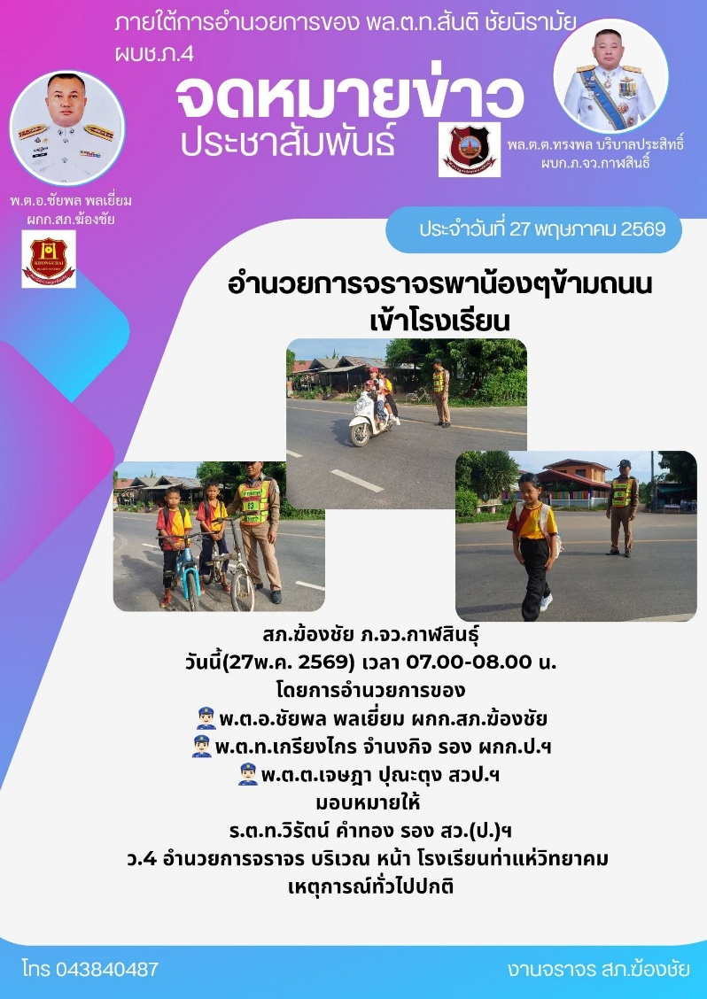 ภายใต้การอำนวยการของ พล.ต.ท.สันติ ชัยนิรามัย
ผบช.ภ.4
จดหมายข่าว
ประชาสัมพันธ์
พล.ต.ต.ทรงพล บริบาลประสิทธิ์
ผบก.ภ.จว.กาฬสินธิ์
พ.ต.อ.ชัยพล พลเยี่ยม
ผกก.สภ.ฆ้องชัย
KHONGCHAI
POLICE STATION
ประจำวันที่ 27 พฤษภาคม 2569
อำนวยการจราจรพาน้องๆข้ามถนน
เข้าโรงเรียน
สภ.ฆ้องชัย ภ.จว.กาฬสินธุ์
วันนี้(27พ.ค. 2569) เวลา 07.00-08.00 น.
โดยการอำนวยการของ
👮🏻‍♂️พ.ต.อ.ชัยพล พลเยี่ยม ผกก.สภ.ฆ้องชัย
👮🏻‍♂️พ.ต.ท.เกรียงไกร จำนงกิจ รอง ผกก.ป.ฯ
👮🏻‍♂️พ.ต.ต.เจษฎา ปุณะตุง สวป.ฯ
มอบหมายให้
ร.ต.ท.วิรัตน์ คำทอง รอง สว.(ป.)ฯ
ว.4 อำนวยการจราจร บริเวณ หน้า โรงเรียนท่าแห่วิทยาคม
เหตุการณ์ทั่วไปปกติ
โทร 043840487
งานจราจร สภ.ฆ้องชัย